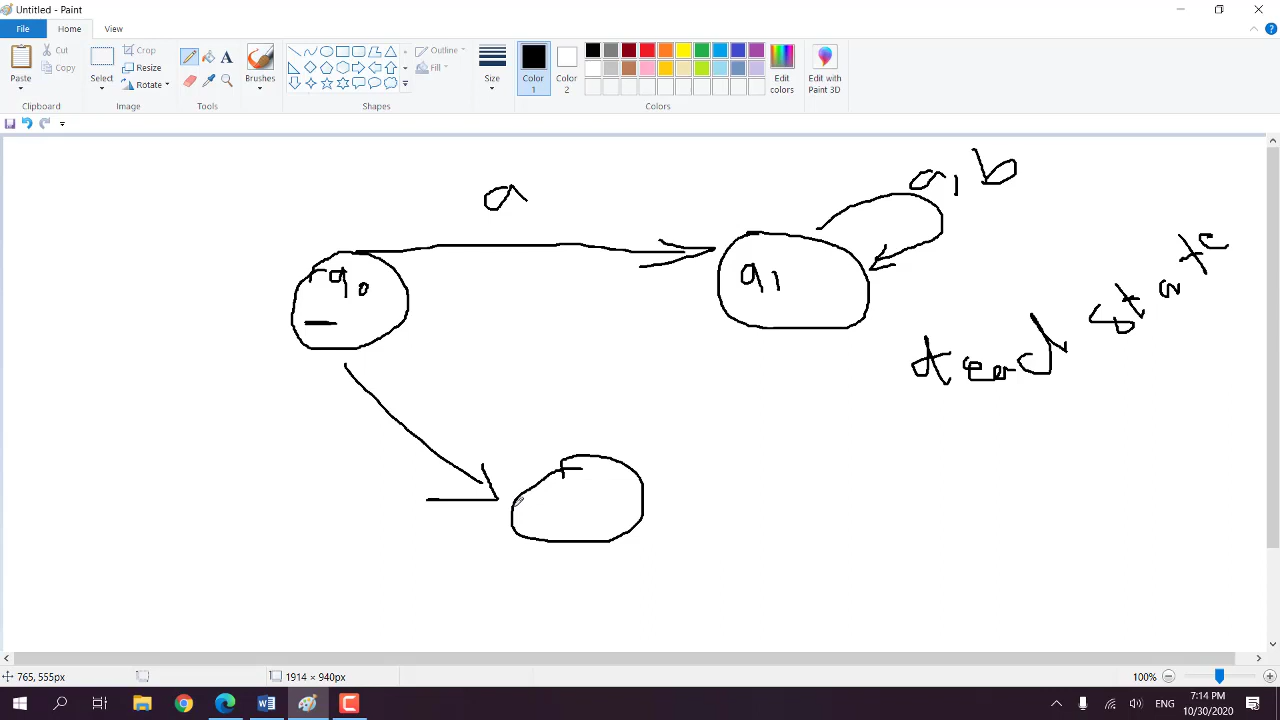 Untitled - Paint
File
Home
View
Paste
Cut
Copy
Clipboard
Select
Crop
Resize
Rotate
Image
Tools
Brushes
Shapes
Outline
Fill
Size
Color 1
Color 2
Colors
Edit colors
Edit with Paint 3D
a
a, b
q0
q1
dead state
765, 555px
1914 × 940px
100%
ENG
7:14 PM
10/30/2020